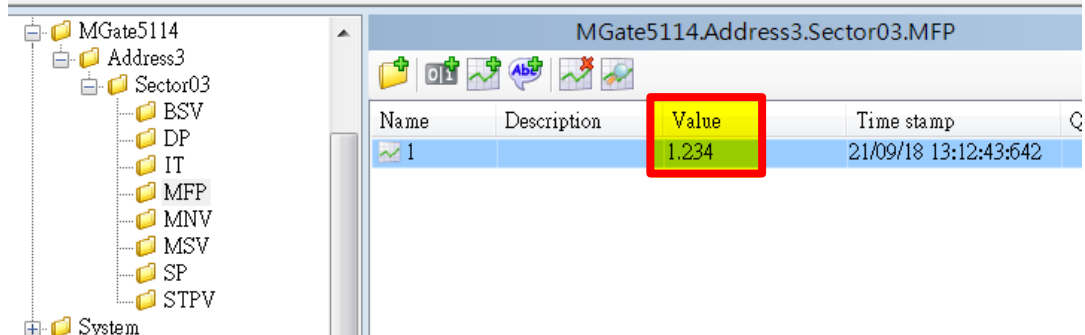 MGate5114
Address3
Sector03
BSV
DP
IT
MFP
MNV
MSV
SP
STPV
System
MGate5114.Address3.Sector03.MFP
Name Description Value Time stamp Q
1 1.234 21/09/18 13:12:43:642